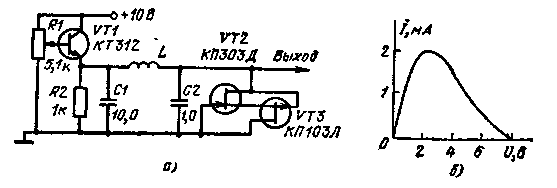 +10В
R1
VT1
КТ312
5,1к
L
VT2
КП303Д
Выход
R2
1к
C1
10,0
C2
1,0
VT3
КП103Л
а)
I, мА
2
1
0
2
4
6
U, В
б)